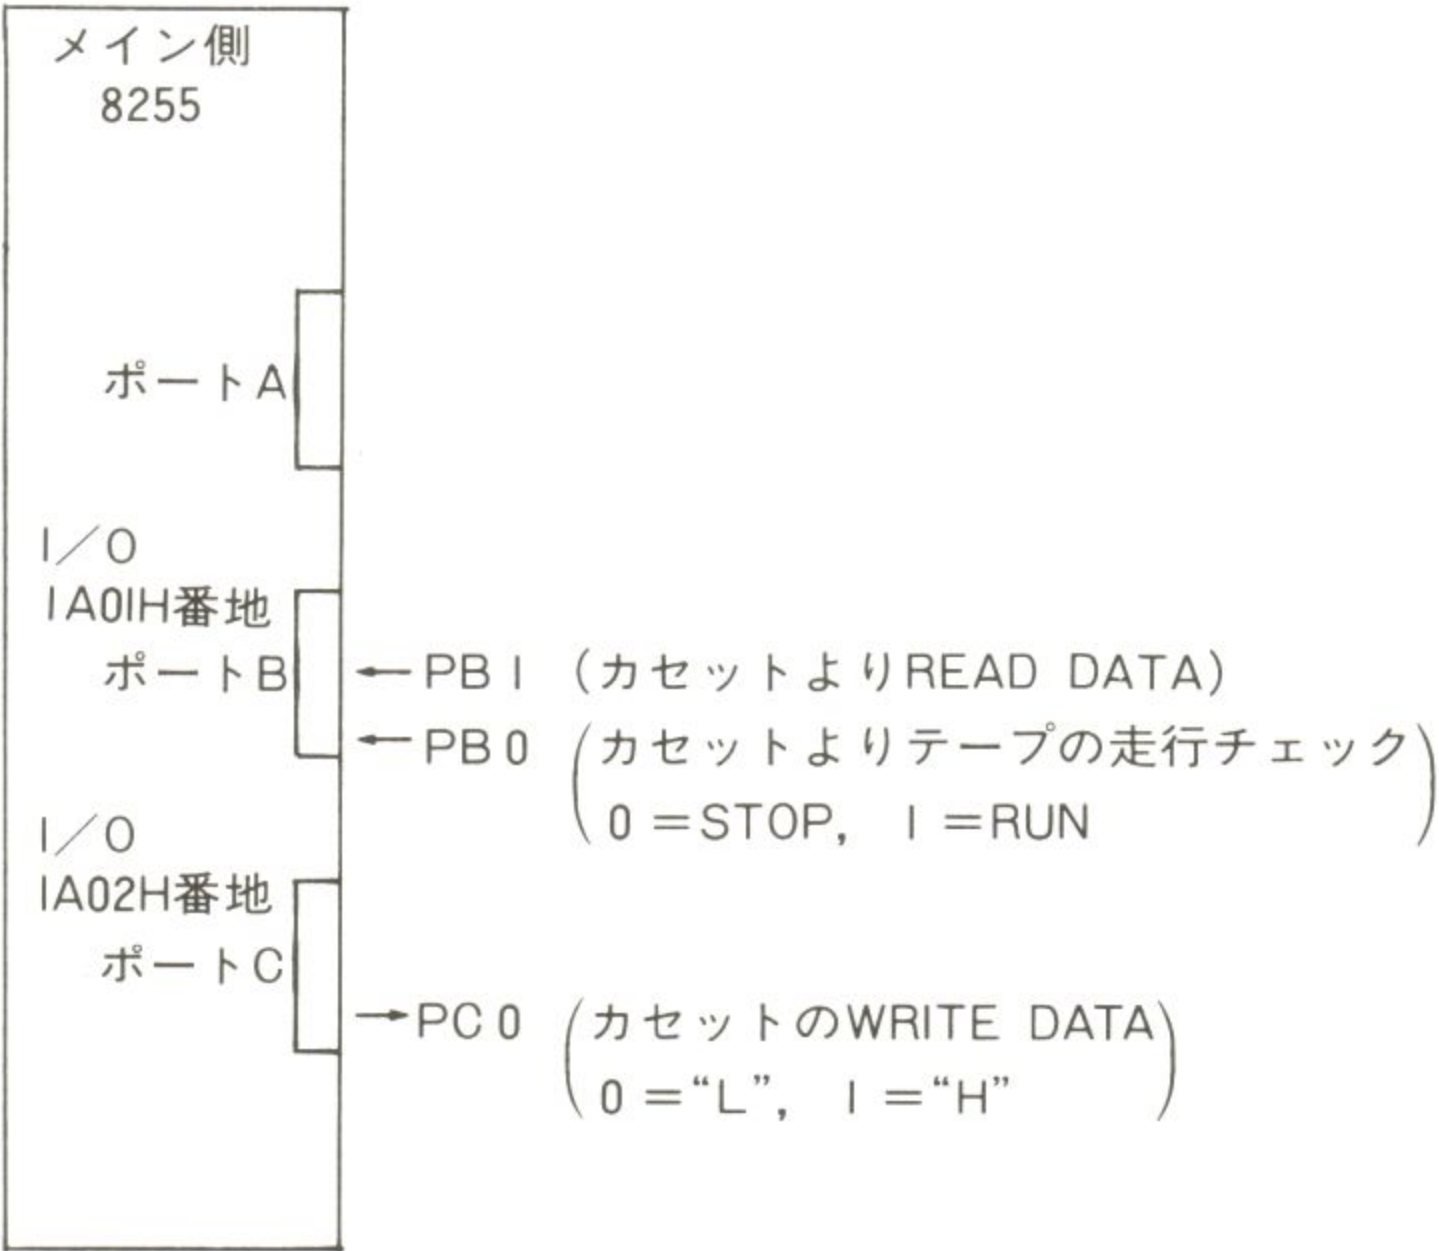 メイン側
8255
ポートA
I/O
1A01H番地
ポートB
PB1 (カセットよりREAD DATA)
PB0 (カセットよりテープの走行チェック)
0=STOP, 1=RUN
I/O
1A02H番地
ポートC
PC0 (カセットのWRITE DATA)
0=“L”, 1=“H”